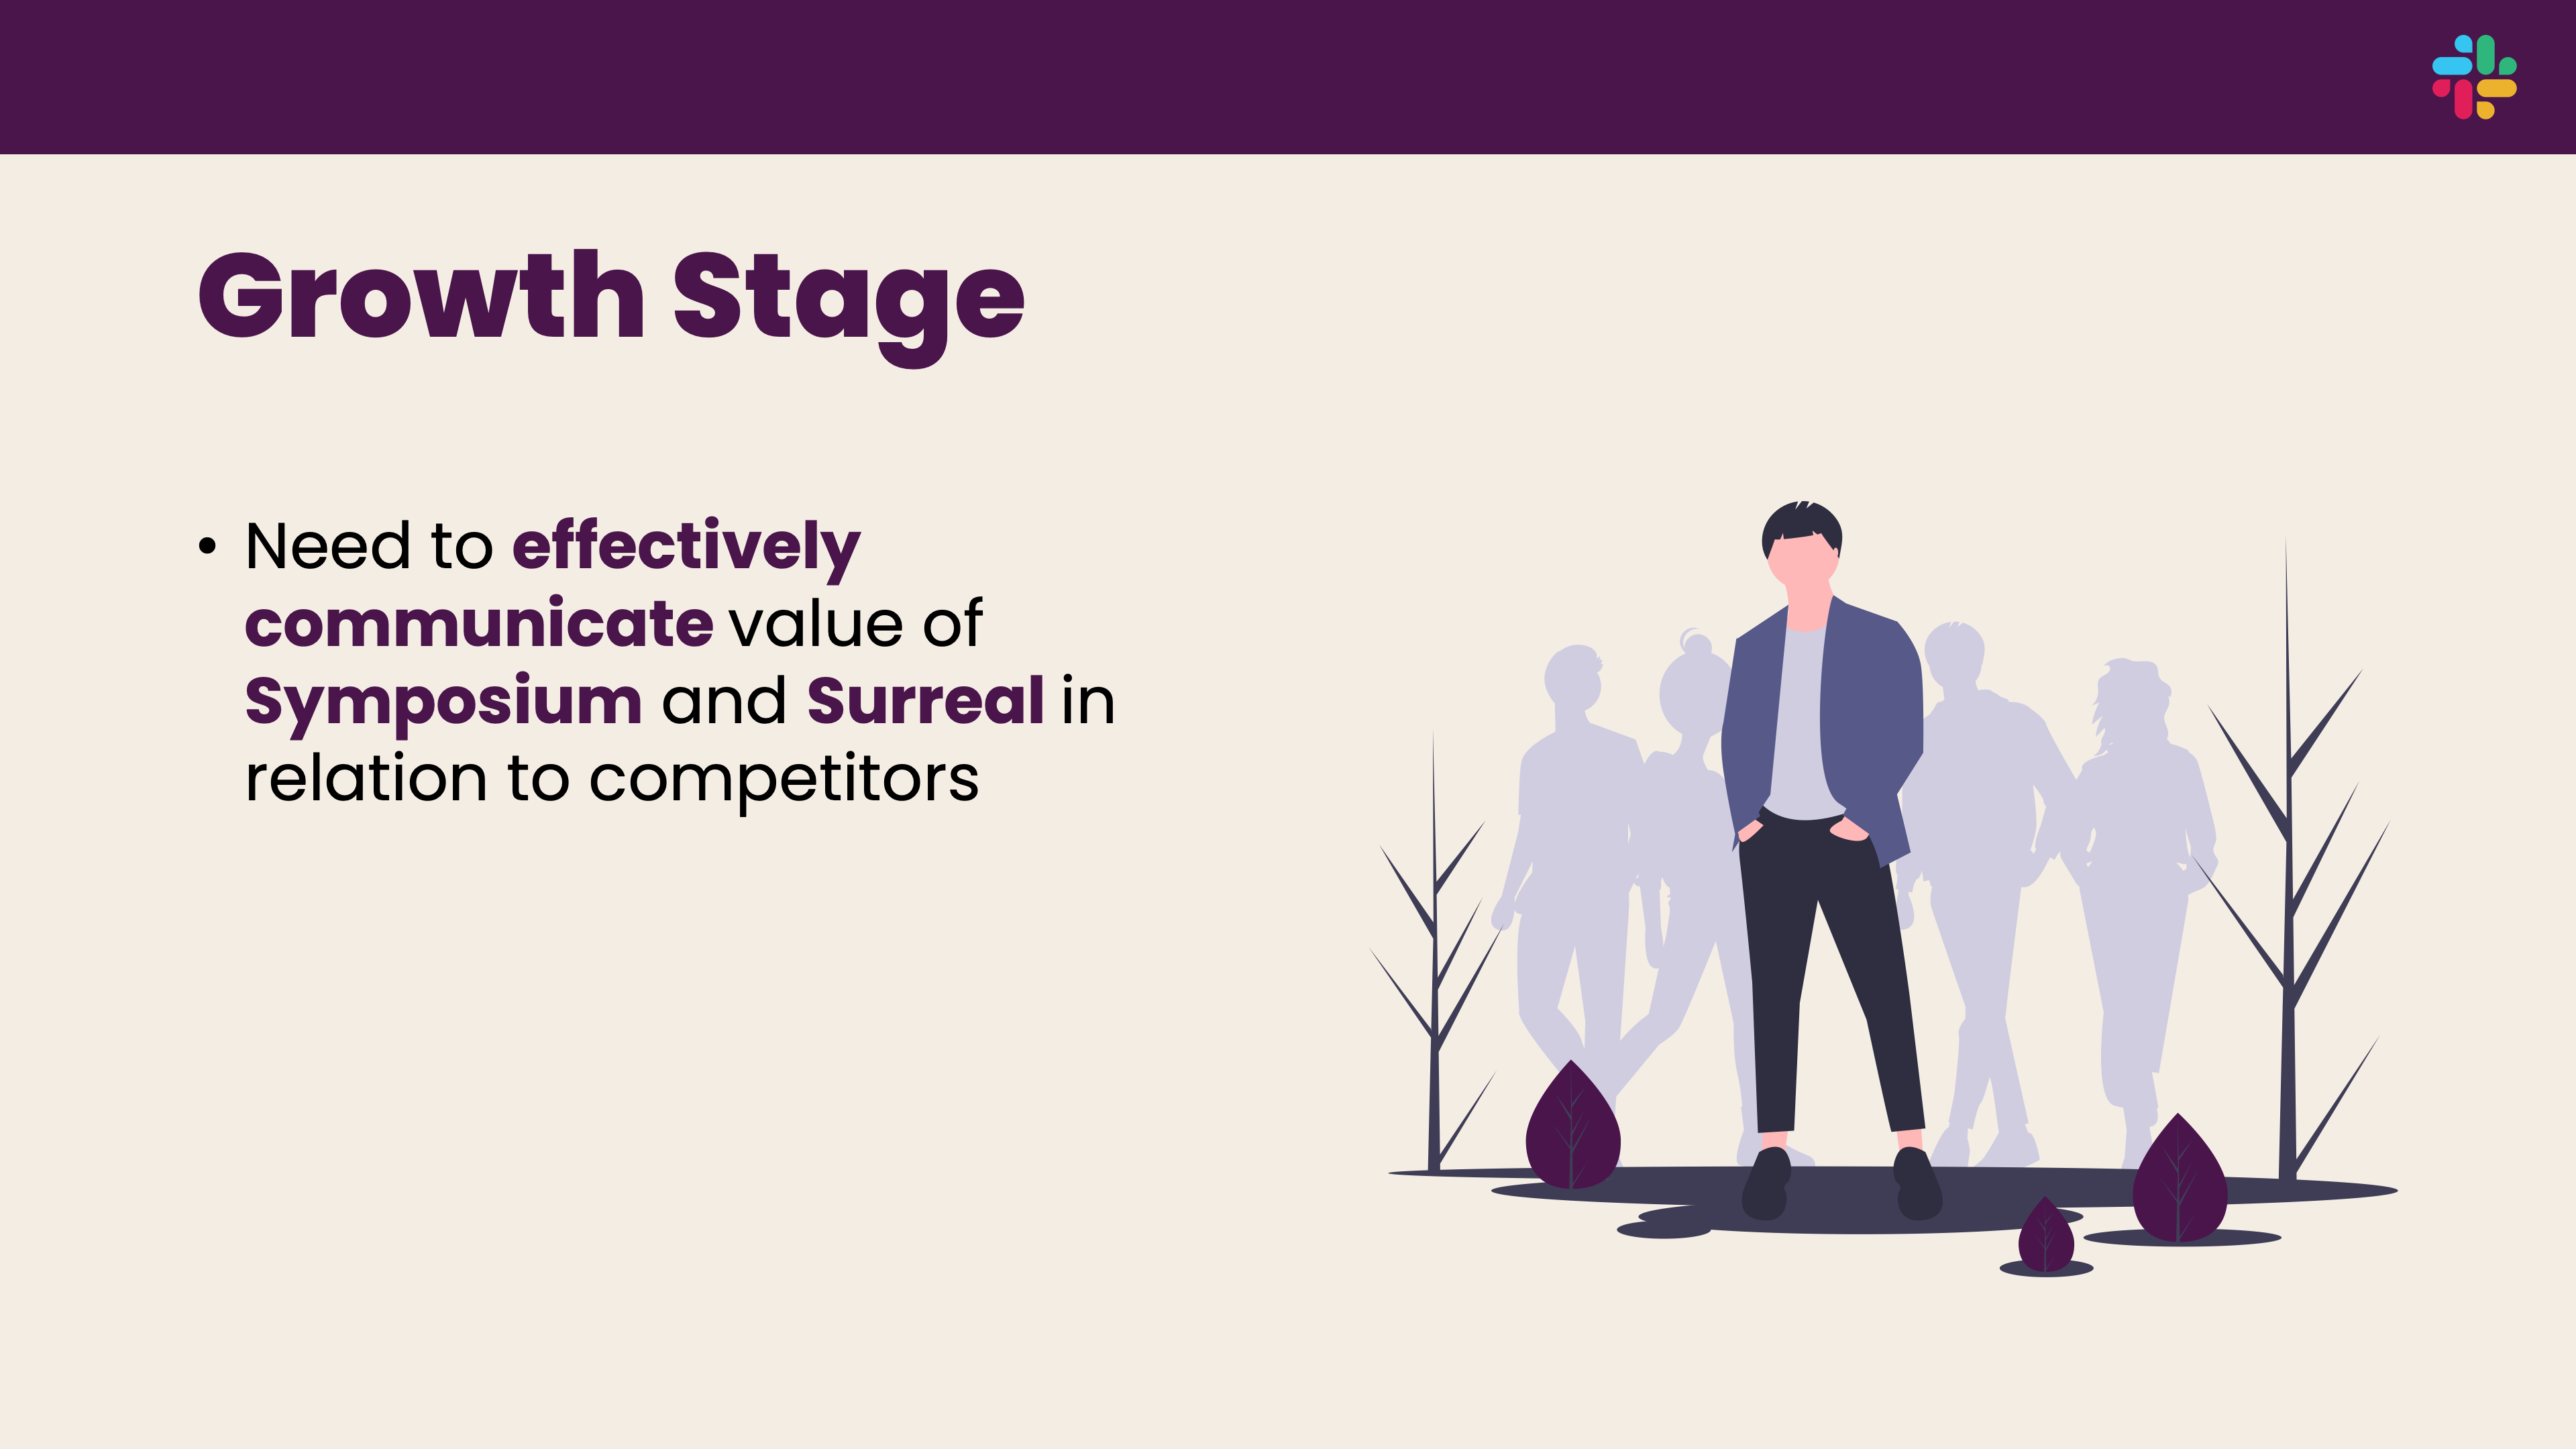 Growth Stage
• Need to effectively
communicate value of
Symposium and Surreal in
relation to competitors